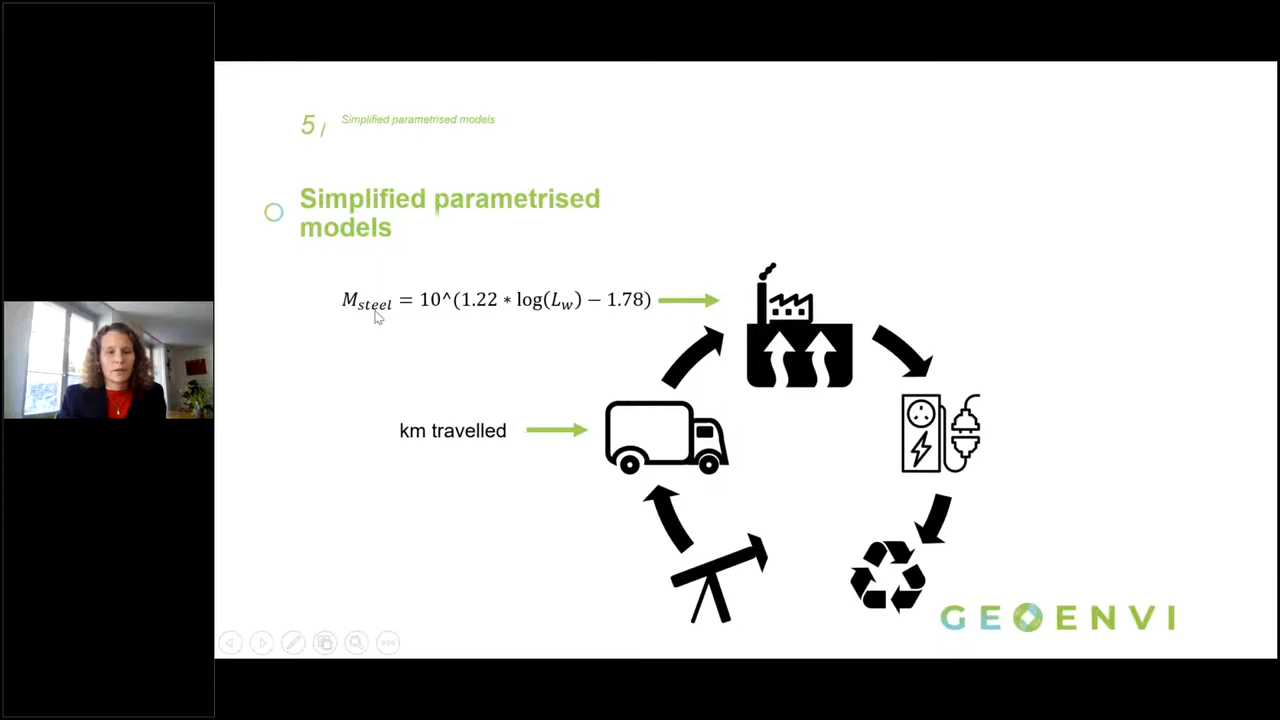 5 / Simplified parametrised models
Simplified parametrised
models
M_steel = 10^(1.22 ∗ log(L_w) − 1.78)
km travelled
GEOENVI